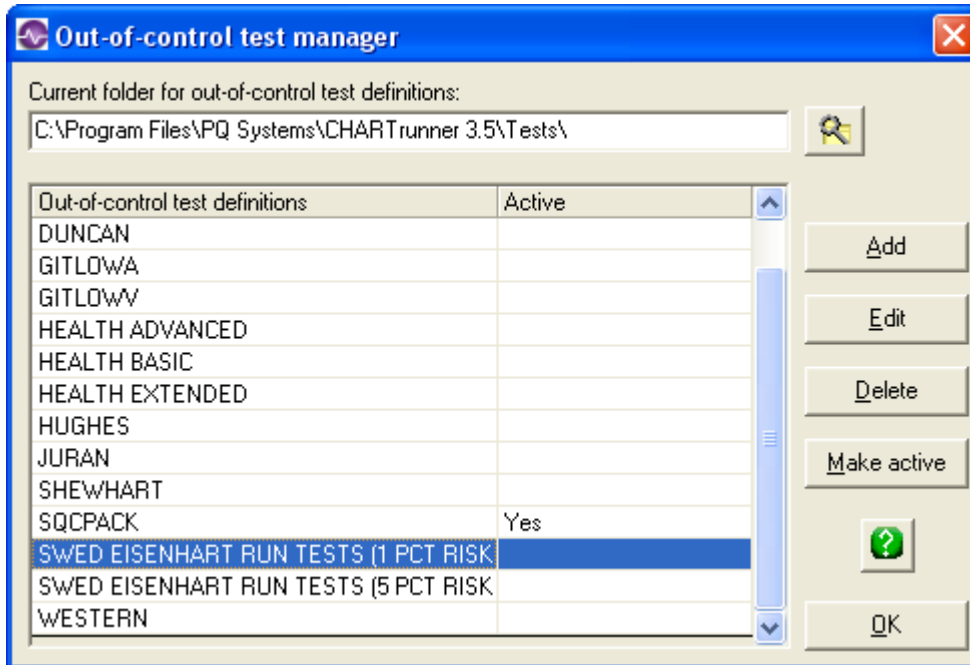 Out-of-control test manager
Current folder for out-of-control test definitions:
C:\Program Files\PQ Systems\CHARTrunner 3.5\Tests\
Out-of-control test definitions Active
DUNCAN
Add
GITLOWA
GITLOWV
Edit
HEALTH ADVANCED
HEALTH BASIC
HEALTH EXTENDED
Delete
HUGHES
JURAN
Make active
SHEWHART
SQCPACK Yes
SWED EISENHART RUN TESTS (1 PCT RISK
SWED EISENHART RUN TESTS (5 PCT RISK
WESTERN
OK